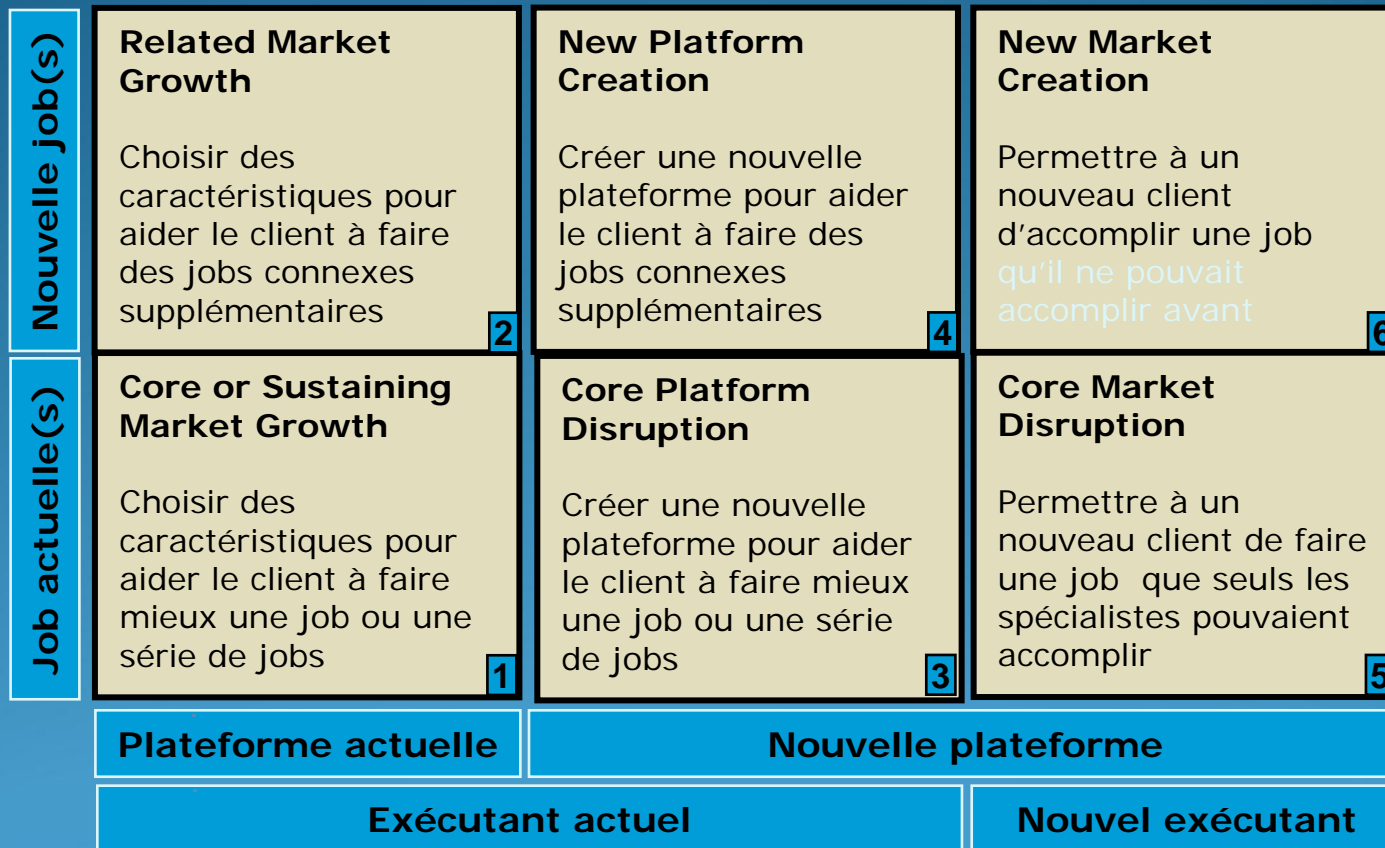 Nouvelle job(s)
Related Market
Growth
Choisir des
caractéristiques pour
aider le client à faire
des jobs connexes
supplémentaires
2
New Platform
Creation
Créer une nouvelle
plateforme pour aider
le client à faire des
jobs connexes
supplémentaires
4
New Market
Creation
Permettre à un
nouveau client
d'accomplir une job
qu'il ne pouvait
accomplir avant
6
Job actuelle(s)
Core or Sustaining
Market Growth
Choisir des
caractéristiques pour
aider le client à faire
mieux une job ou une
série de jobs
1
Core Platform
Disruption
Créer une nouvelle
plateforme pour aider
le client à faire mieux
une job ou une série
de jobs
3
Core Market
Disruption
Permettre à un
nouveau client de faire
une job que seuls les
spécialistes pouvaient
accomplir
5
Plateforme actuelle
Nouvelle plateforme
Exécutant actuel
Nouvel exécutant